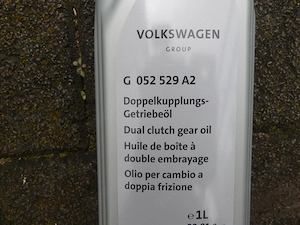 VOLKSWAGEN
GROUP
G 052 529 A2
Doppelkupplungs-
Getriebeöl
Dual clutch gear oil
Huile de boite à
double embrayage
Olio per cambio a
doppia frizione
℮ 1L